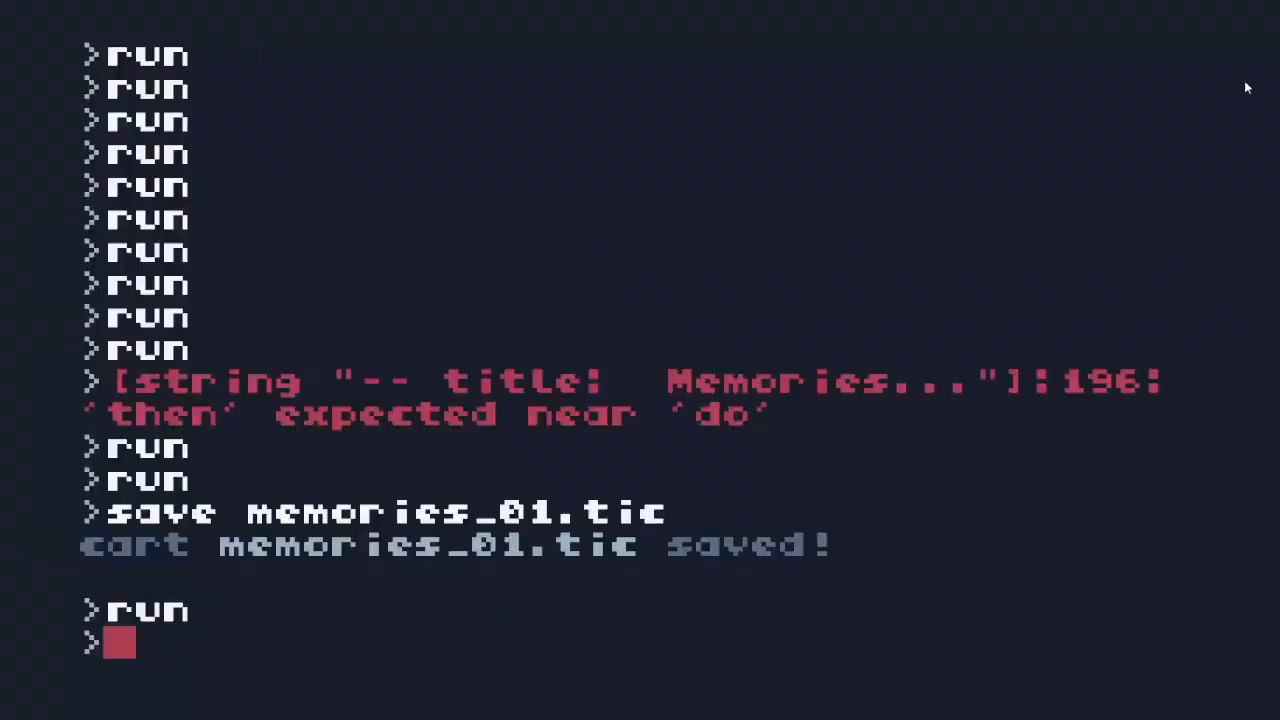 >run
>run
>run
>run
>run
>run
>run
>run
>run
>run
>[string "-- title:  Memories..."]:196:
'then' expected near 'do'
>run
>run
>save memories_01.tic
cart memories_01.tic saved!
>run
>